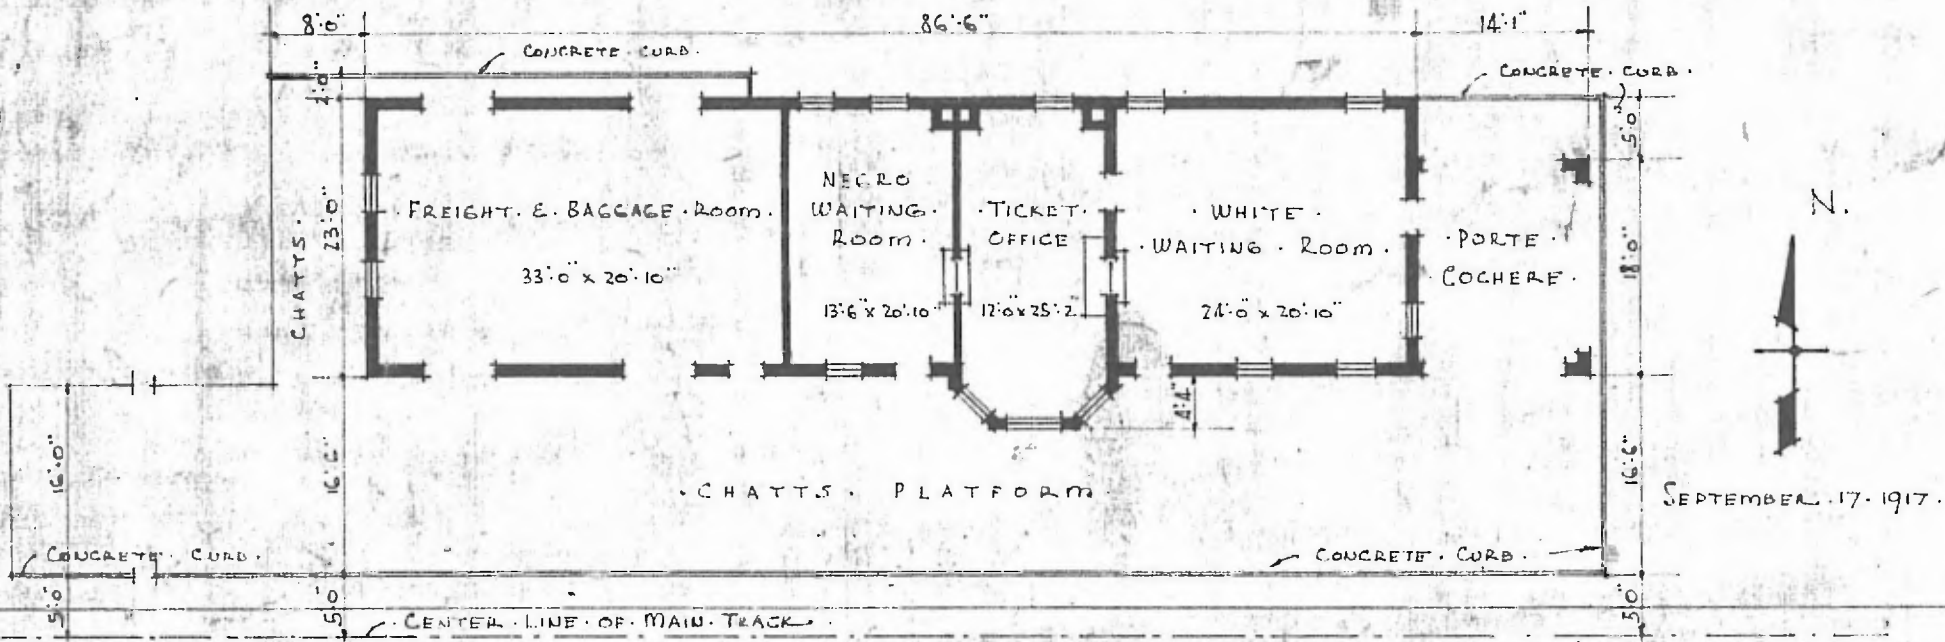 8'·0"
86'·6"
14'·1"
CONCRETE · CURB ·
CONCRETE · CURB ·
2'·0"
5'·0"
CHATTS ·
23'·0"
· FREIGHT · & · BAGGAGE · ROOM ·
33'·0" x 20'·10"
NEGRO
WAITING ·
ROOM ·
13'·6" x 20'·10"
· TICKET ·
OFFICE
12'·0" x 25'·2"
· WHITE ·
· WAITING · ROOM ·
20'·10"
· PORTE ·
COCHERE ·
18'·0"
N.
4'·4"
16'·0"
16'·6"
· CHATTS · PLATFORM ·
16'·6"
SEPTEMBER · 17 · 1917 ·
CONCRETE · CURB ·
CONCRETE · CURB ·
5'·0"
5'·0"
5'·0"
· CENTER · LINE · OF · MAIN · TRACK ·